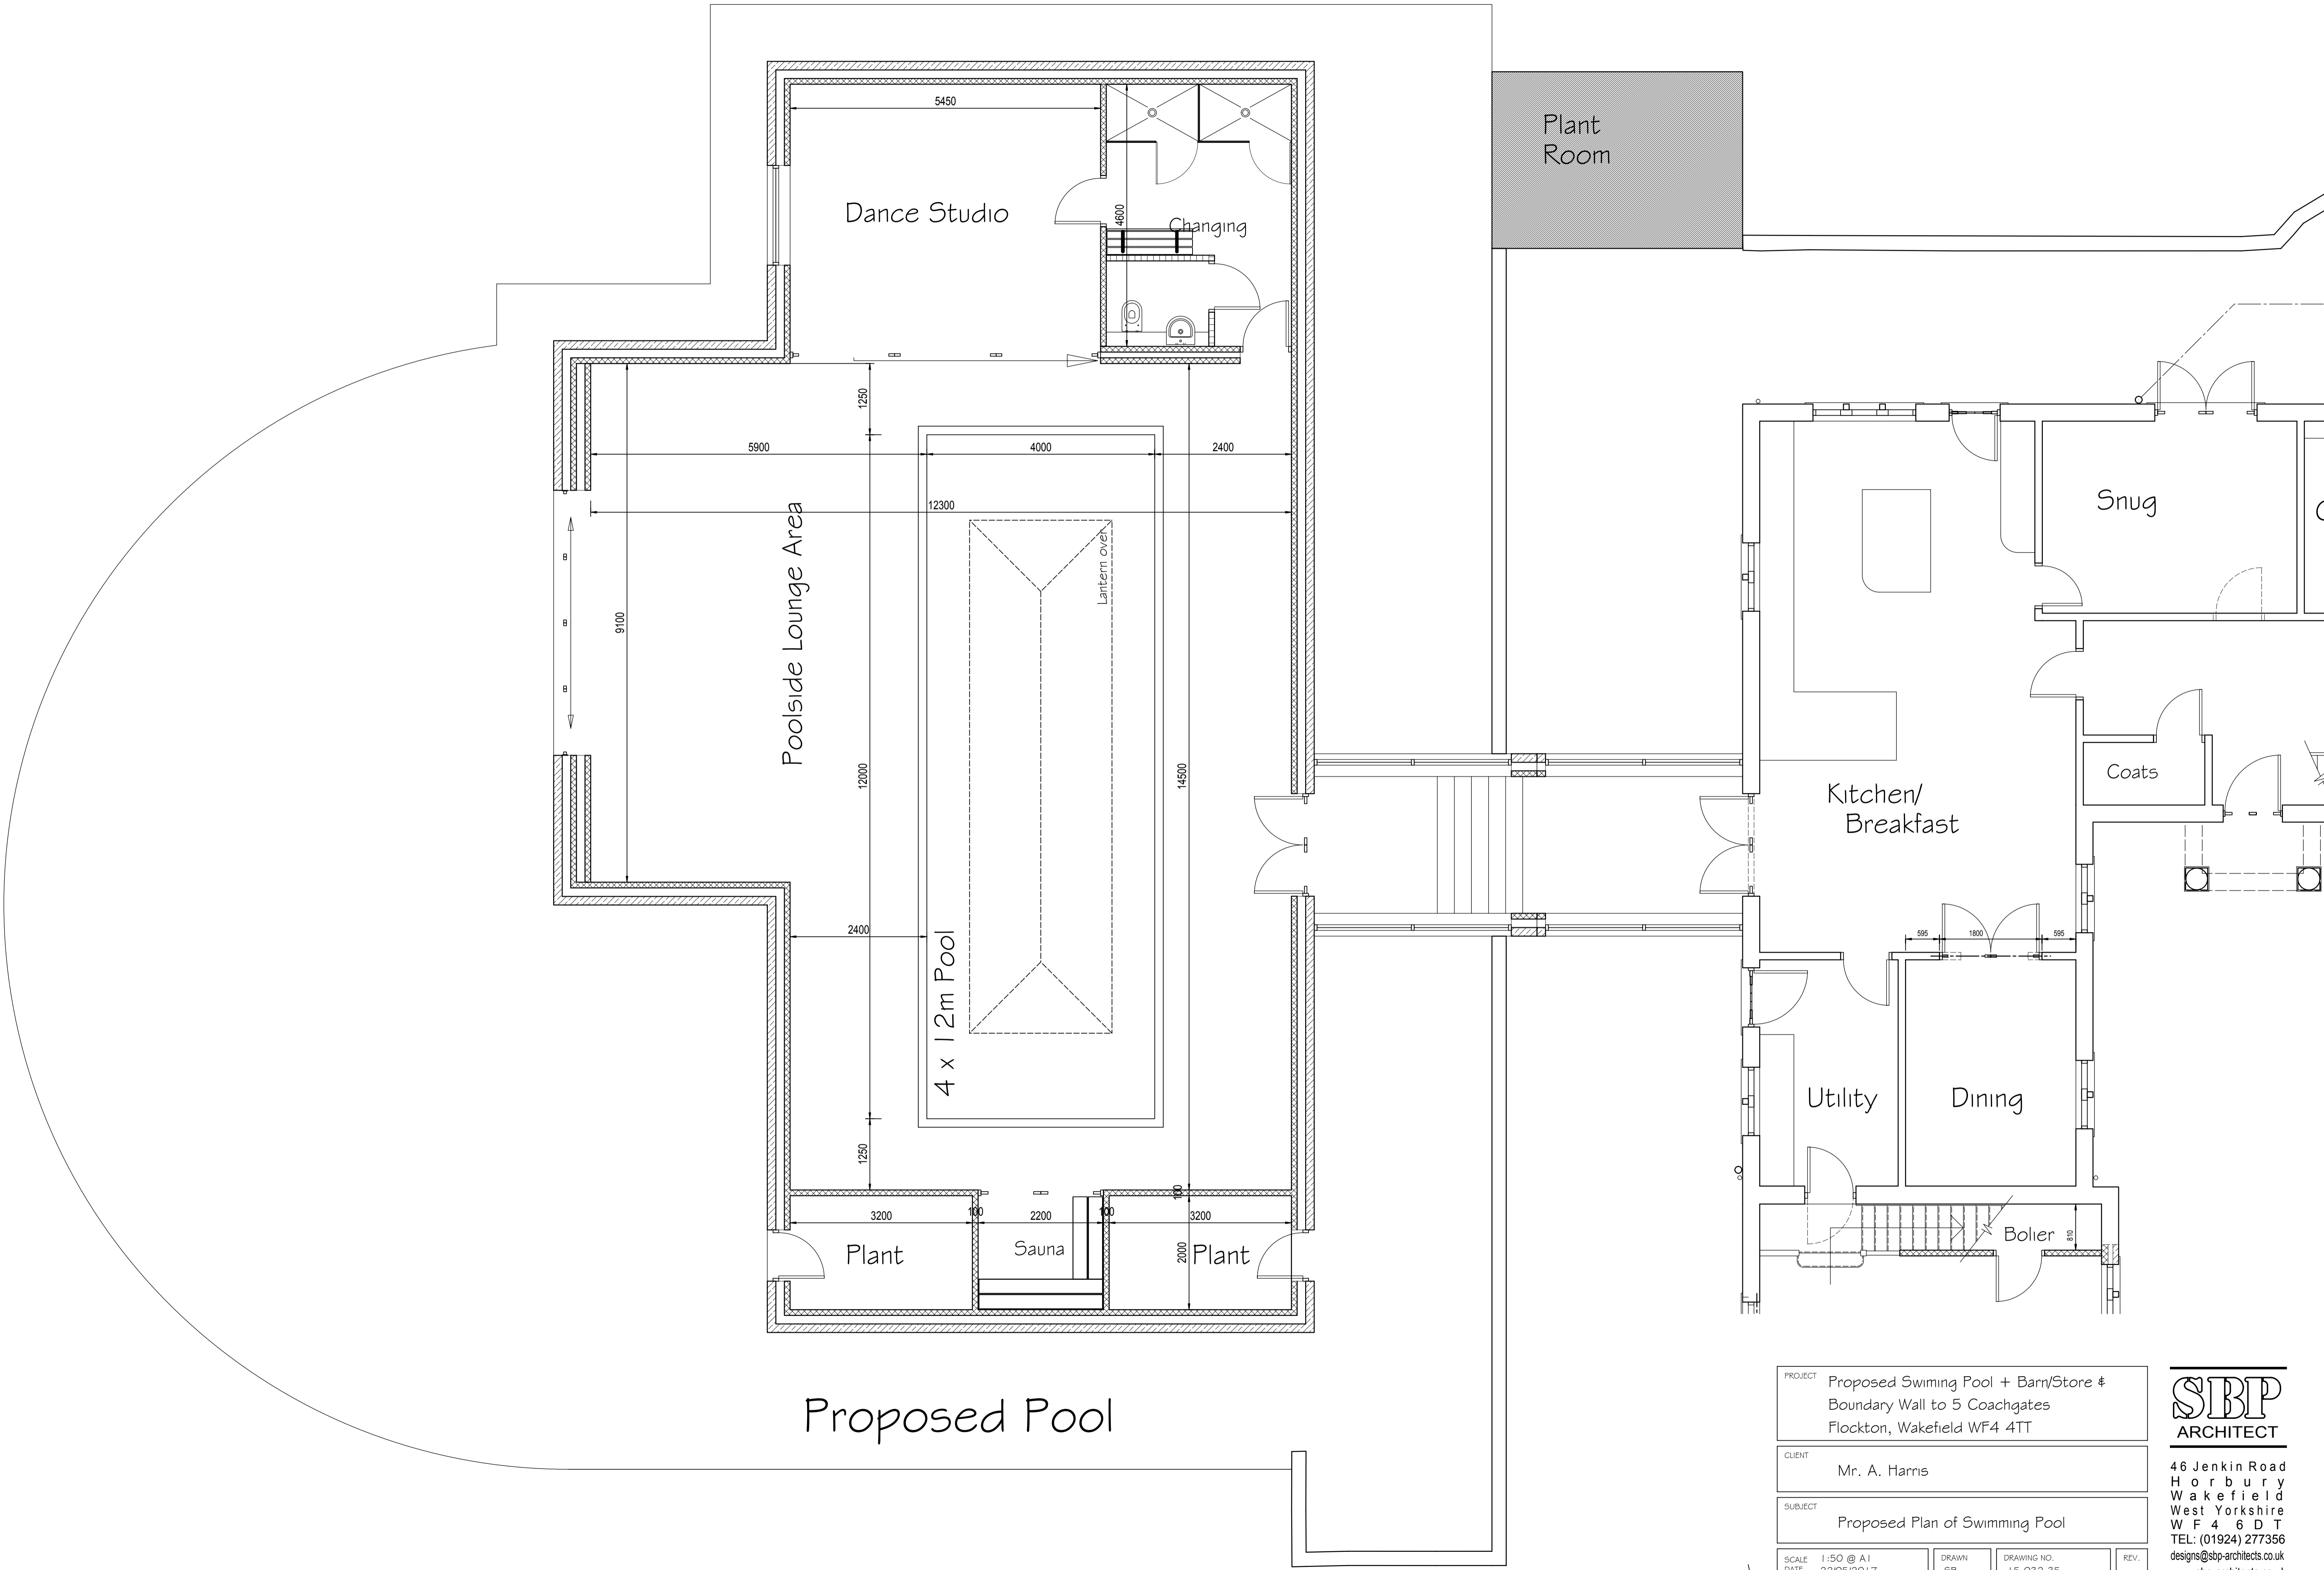 5450
Plant
Room
Dance Studio
4600
Changing
1250
5900
4000
2400
12300
Snug
Poolside Lounge Area
Lantern over
9100
12000
14500
Coats
Kitchen/
Breakfast
2400
4 x 12m Pool
595
1800
595
Utility
Dining
1250
100
3200
100
2200
100
3200
Plant
Sauna
2000
Plant
Bolier
810
Proposed Pool
PROJECT
Proposed Swiming Pool + Barn/Store &
Boundary Wall to 5 Coachgates
Flockton, Wakefield WF4 4TT
CLIENT
Mr. A. Harris
SUBJECT
Proposed Plan of Swimming Pool
SCALE 1:50 @ A1
DRAWN
DRAWING NO.
REV.
SBP
ARCHITECT
46 Jenkin Road
Horbury
Wakefield
West Yorkshire
WF4 6DT
TEL: (01924) 277356
designs@sbp-architects.co.uk